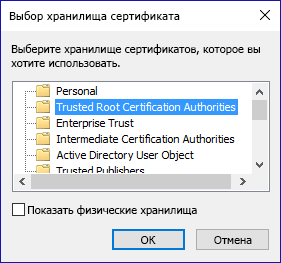 Выбор хранилища сертификата
Выберите хранилище сертификатов, которое вы
хотите использовать.
Personal
Trusted Root Certification Authorities
Enterprise Trust
Intermediate Certification Authorities
Active Directory User Object
Trusted Publishers
Показать физические хранилища
ОК
Отмена